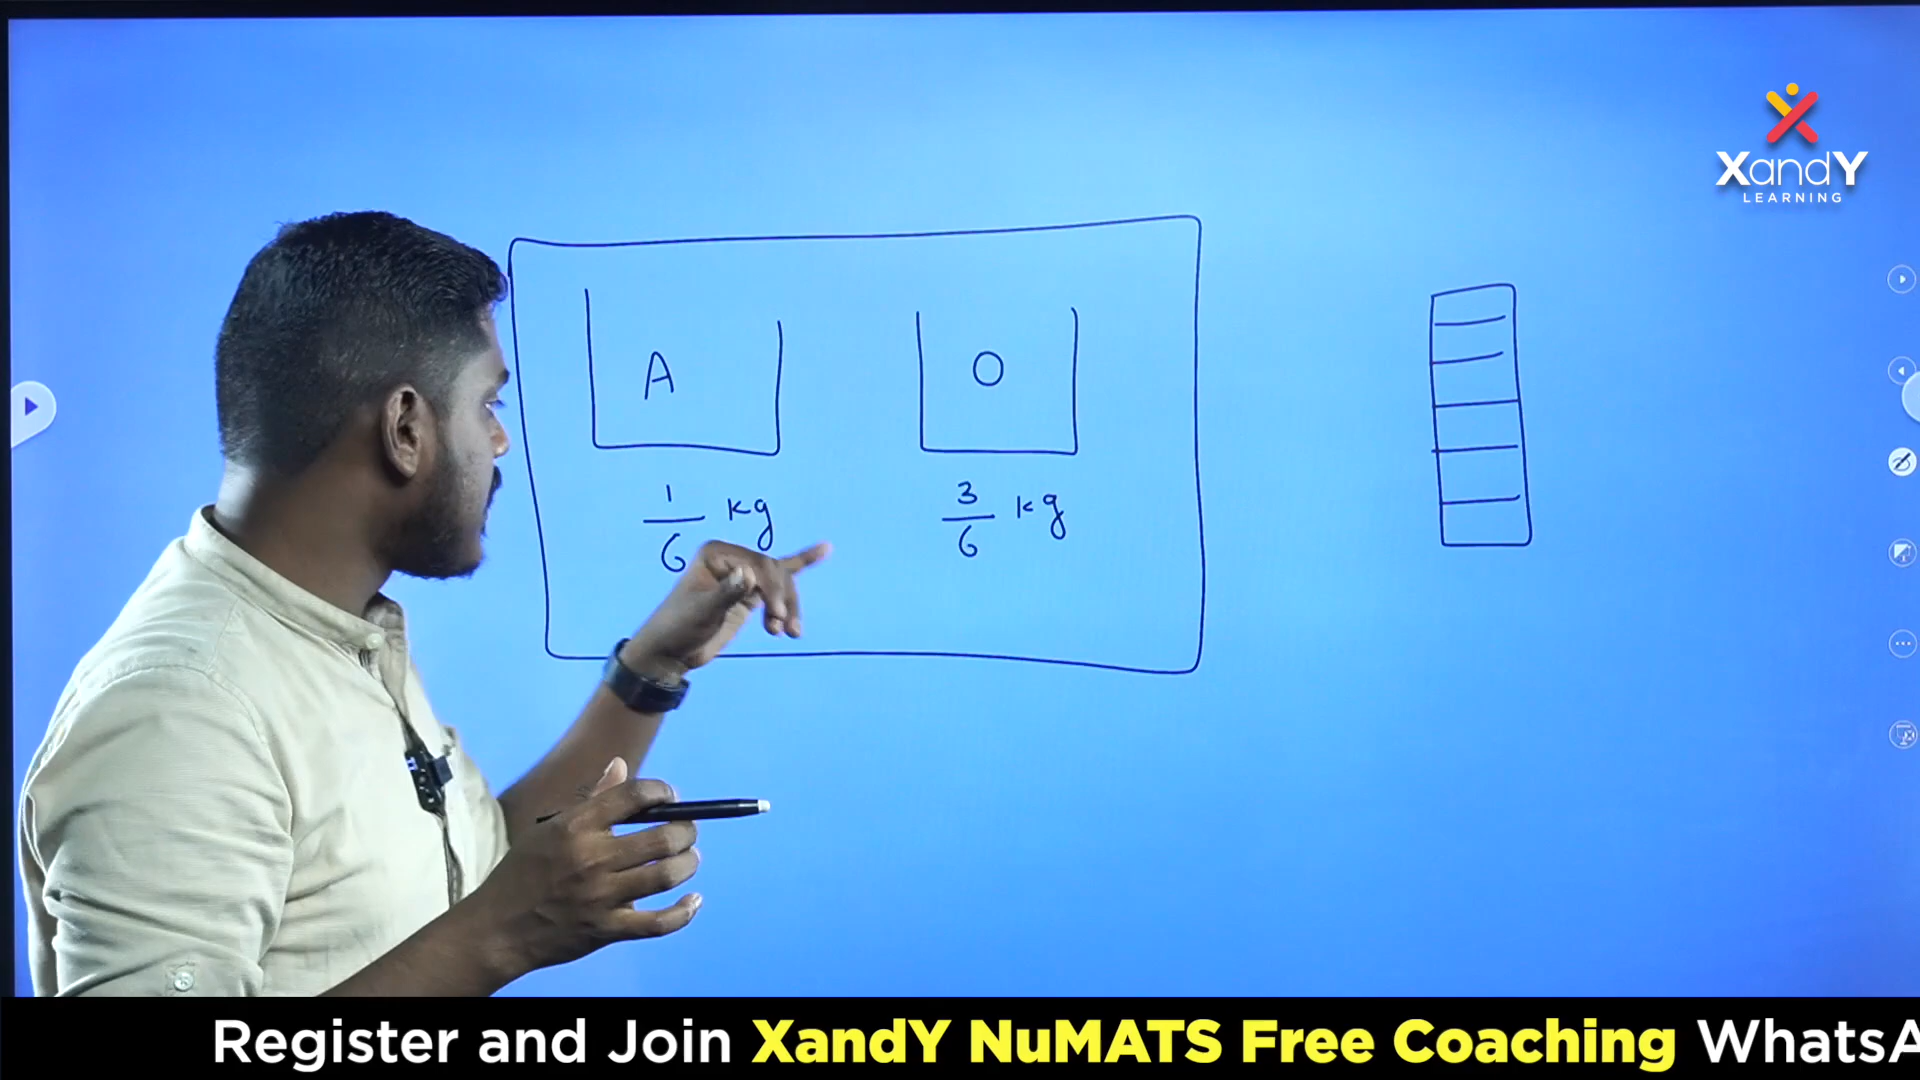 XandY
LEARNING
A
O
1/6 kg
3/6 kg
Register and Join XandY NuMATS Free Coaching WhatsA